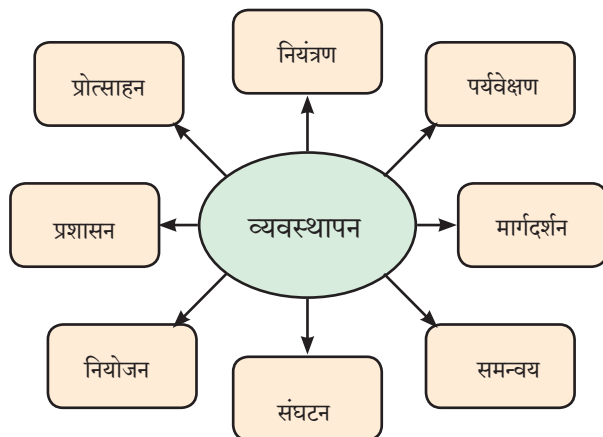 नियंत्रण
प्रोत्साहन
पर्यवेक्षण
प्रशासन
व्यवस्थापन
मार्गदर्शन
नियोजन
संघटन
समन्वय